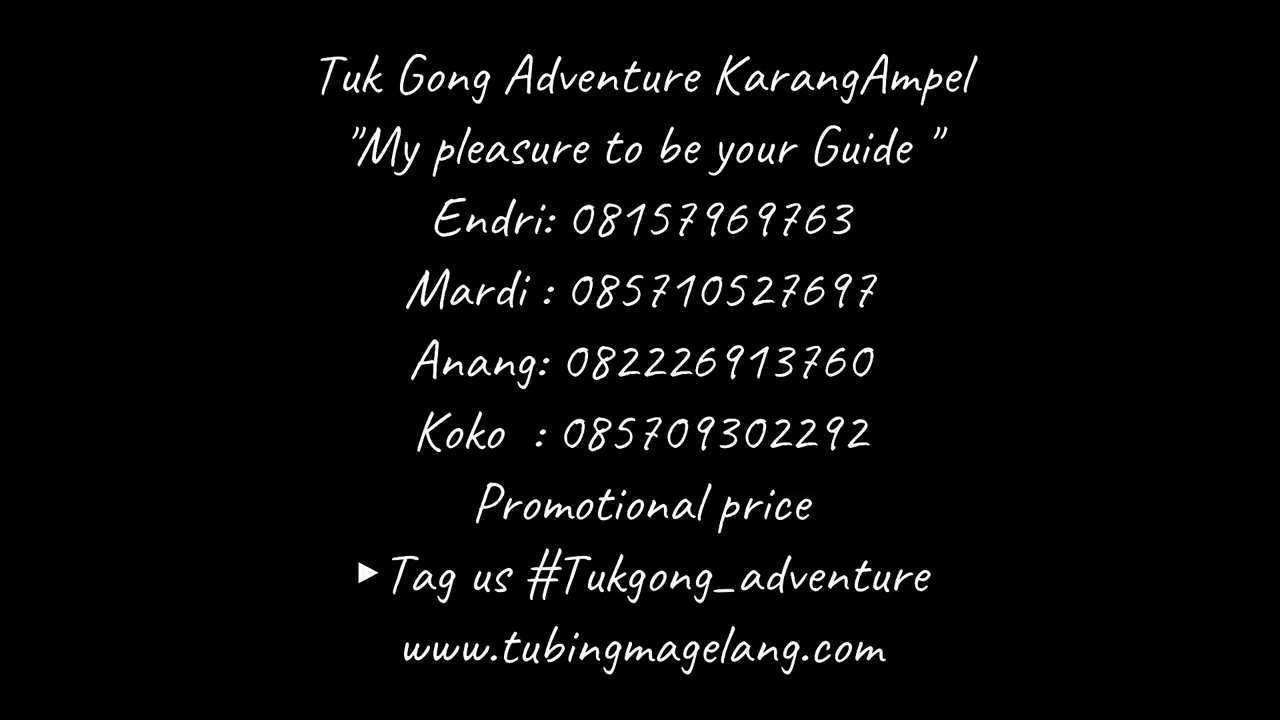 Tuk Gong Adventure KarangAmpel
"My pleasure to be your Guide "
Endri: 08157969763
Mardi : 085710527697
Anang: 082226913760
Koko  : 085709302292
Promotional price
▶Tag us #Tukgong_adventure
www.tubingmagelang.com